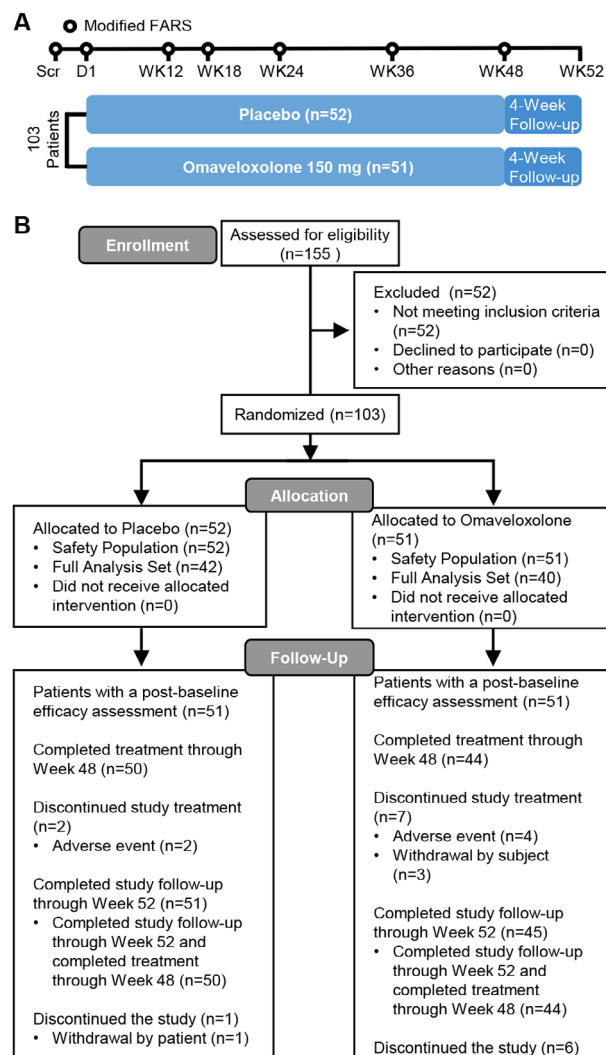 A
Modified FARS
Scr D1 WK12 WK18 WK24 WK36 WK48 WK52
103
Patients
Placebo (n=52)
4-Week
Follow-up
Omaveloxolone 150 mg (n=51)
4-Week
Follow-up
B
Enrollment
Assessed for eligibility
(n=155 )
Excluded (n=52)
• Not meeting inclusion criteria
(n=52)
• Declined to participate (n=0)
• Other reasons (n=0)
Randomized (n=103)
Allocation
Allocated to Placebo (n=52)
• Safety Population (n=52)
• Full Analysis Set (n=42)
• Did not receive allocated
intervention (n=0)
Allocated to Omaveloxolone
(n=51)
• Safety Population (n=51)
• Full Analysis Set (n=40)
• Did not receive allocated
intervention (n=0)
Follow-Up
Patients with a post-baseline
efficacy assessment (n=51)
Completed treatment through
Week 48 (n=50)
Discontinued study treatment
(n=2)
• Adverse event (n=2)
Completed study follow-up
through Week 52 (n=51)
• Completed study follow-up
through Week 52 and
completed treatment
through Week 48 (n=50)
Discontinued the study (n=1)
• Withdrawal by patient (n=1)
Patients with a post-baseline
efficacy assessment (n=51)
Completed treatment through
Week 48 (n=44)
Discontinued study treatment
(n=7)
• Adverse event (n=4)
• Withdrawal by subject
(n=3)
Completed study follow-up
through Week 52 (n=45)
• Completed study follow-up
through Week 52 and
completed treatment
through Week 48 (n=44)
Discontinued the study (n=6)